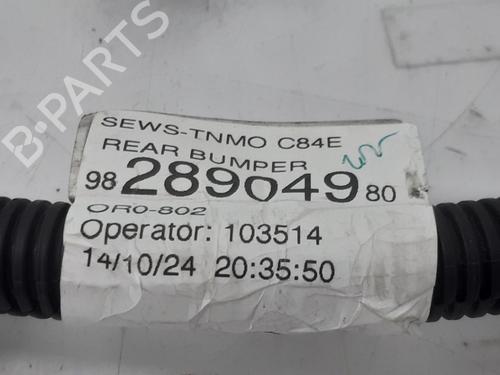 SEWS-TNMO C84E
REAR BUMPER
98 289049 80
OR0-802
Operator: 103514
14/10/24 20:35:50
B-PARTS